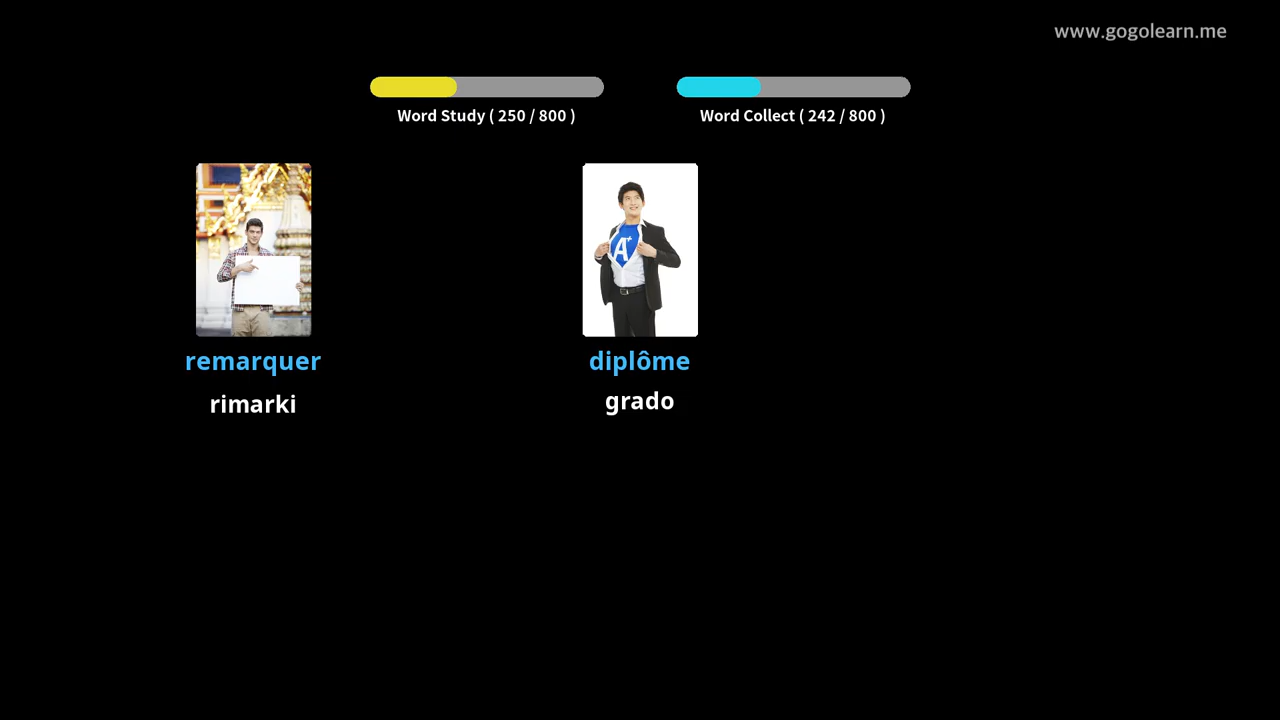 www.gogolearn.me
Word Study ( 250 / 800 )
Word Collect ( 242 / 800 )
A+
remarquer
diplôme
rimarki
grado